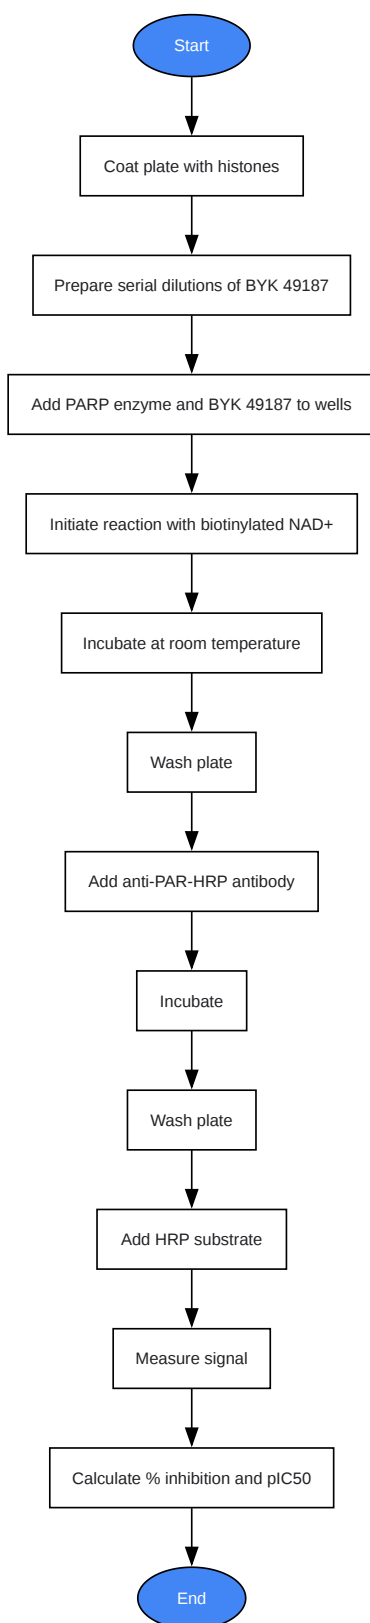 Start
Coat plate with histones
Prepare serial dilutions of BYK 49187
Add PARP enzyme and BYK 49187 to wells
Initiate reaction with biotinylated NAD+
Incubate at room temperature
Wash plate
Add anti-PAR-HRP antibody
Incubate
Wash plate
Add HRP substrate
Measure signal
Calculate % inhibition and pIC50
End